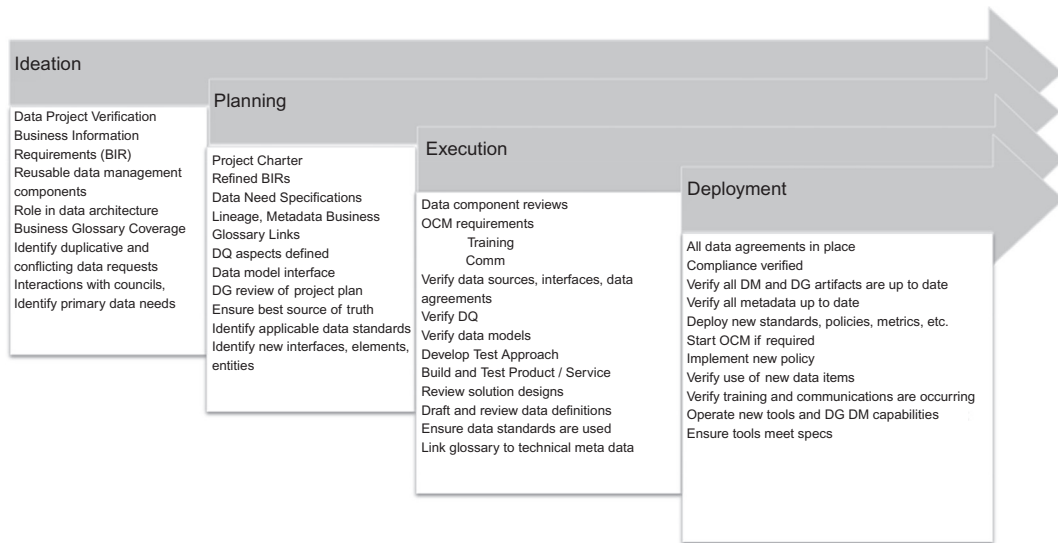 Ideation
Data Project Verification
Business Information
Requirements (BIR)
Reusable data management
components
Role in data architecture
Business Glossary Coverage
Identify duplicative and
conflicting data requests
Interactions with councils,
Identify primary data needs
Planning
Project Charter
Refined BIRs
Data Need Specifications
Lineage, Metadata Business
Glossary Links
DQ aspects defined
Data model interface
DG review of project plan
Ensure best source of truth
Identify applicable data standards
Identify new interfaces, elements,
entities
Execution
Data component reviews
OCM requirements
Training
Comm
Verify data sources, interfaces, data
agreements
Verify DQ
Verify data models
Develop Test Approach
Build and Test Product / Service
Review solution designs
Draft and review data definitions
Ensure data standards are used
Link glossary to technical meta data
Deployment
All data agreements in place
Compliance verified
Verify all DM and DG artifacts are up to date
Verify all metadata up to date
Deploy new standards, policies, metrics, etc.
Start OCM if required
Implement new policy
Verify use of new data items
Verify training and communications are occurring
Operate new tools and DG DM capabilities
Ensure tools meet specs